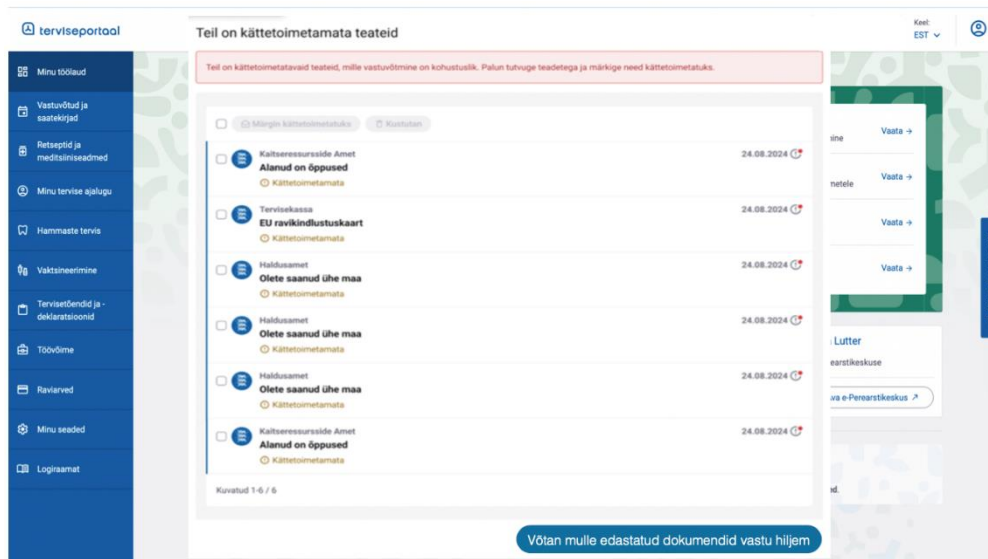 terviseportaal
Teil on kättetoimetamata teateid
Keel:
EST
Teil on kättetoimetatavaid teateid, mille vastuvõtmine on kohustuslik. Palun tutvuge teadetega ja märkige need kättetoimetatuks.
Minu töölaud
Vastuvõtud ja
saatekirjad
Retseptid ja
meditsiiniseadmed
Minu tervise ajalugu
Hammaste tervis
Vaktsineerimine
Tervisetõendid ja -
deklaratsioonid
Töövõime
Raviarved
Minu seaded
Logiraamat
Märgin kättetoimetatuks
Kustutan
Kaitseressursside Amet
24.08.2024
Alanud on õppused
Kättetoimetamata
Tervisekassa
24.08.2024
EU ravikindlustuskaart
Kättetoimetamata
Haldusamet
24.08.2024
Olete saanud ühe maa
Kättetoimetamata
Haldusamet
24.08.2024
Olete saanud ühe maa
Kättetoimetamata
Haldusamet
24.08.2024
Olete saanud ühe maa
Kättetoimetamata
Kaitseressursside Amet
24.08.2024
Alanud on õppused
Kättetoimetamata
Kuvatud 1-6 / 6
Võtan mulle edastatud dokumendid vastu hiljem
Vaata →
ine
Vaata →
metele
Vaata →
Vaata →
Lutter
earstikeskuse
va e-Perearstikeskus ↗